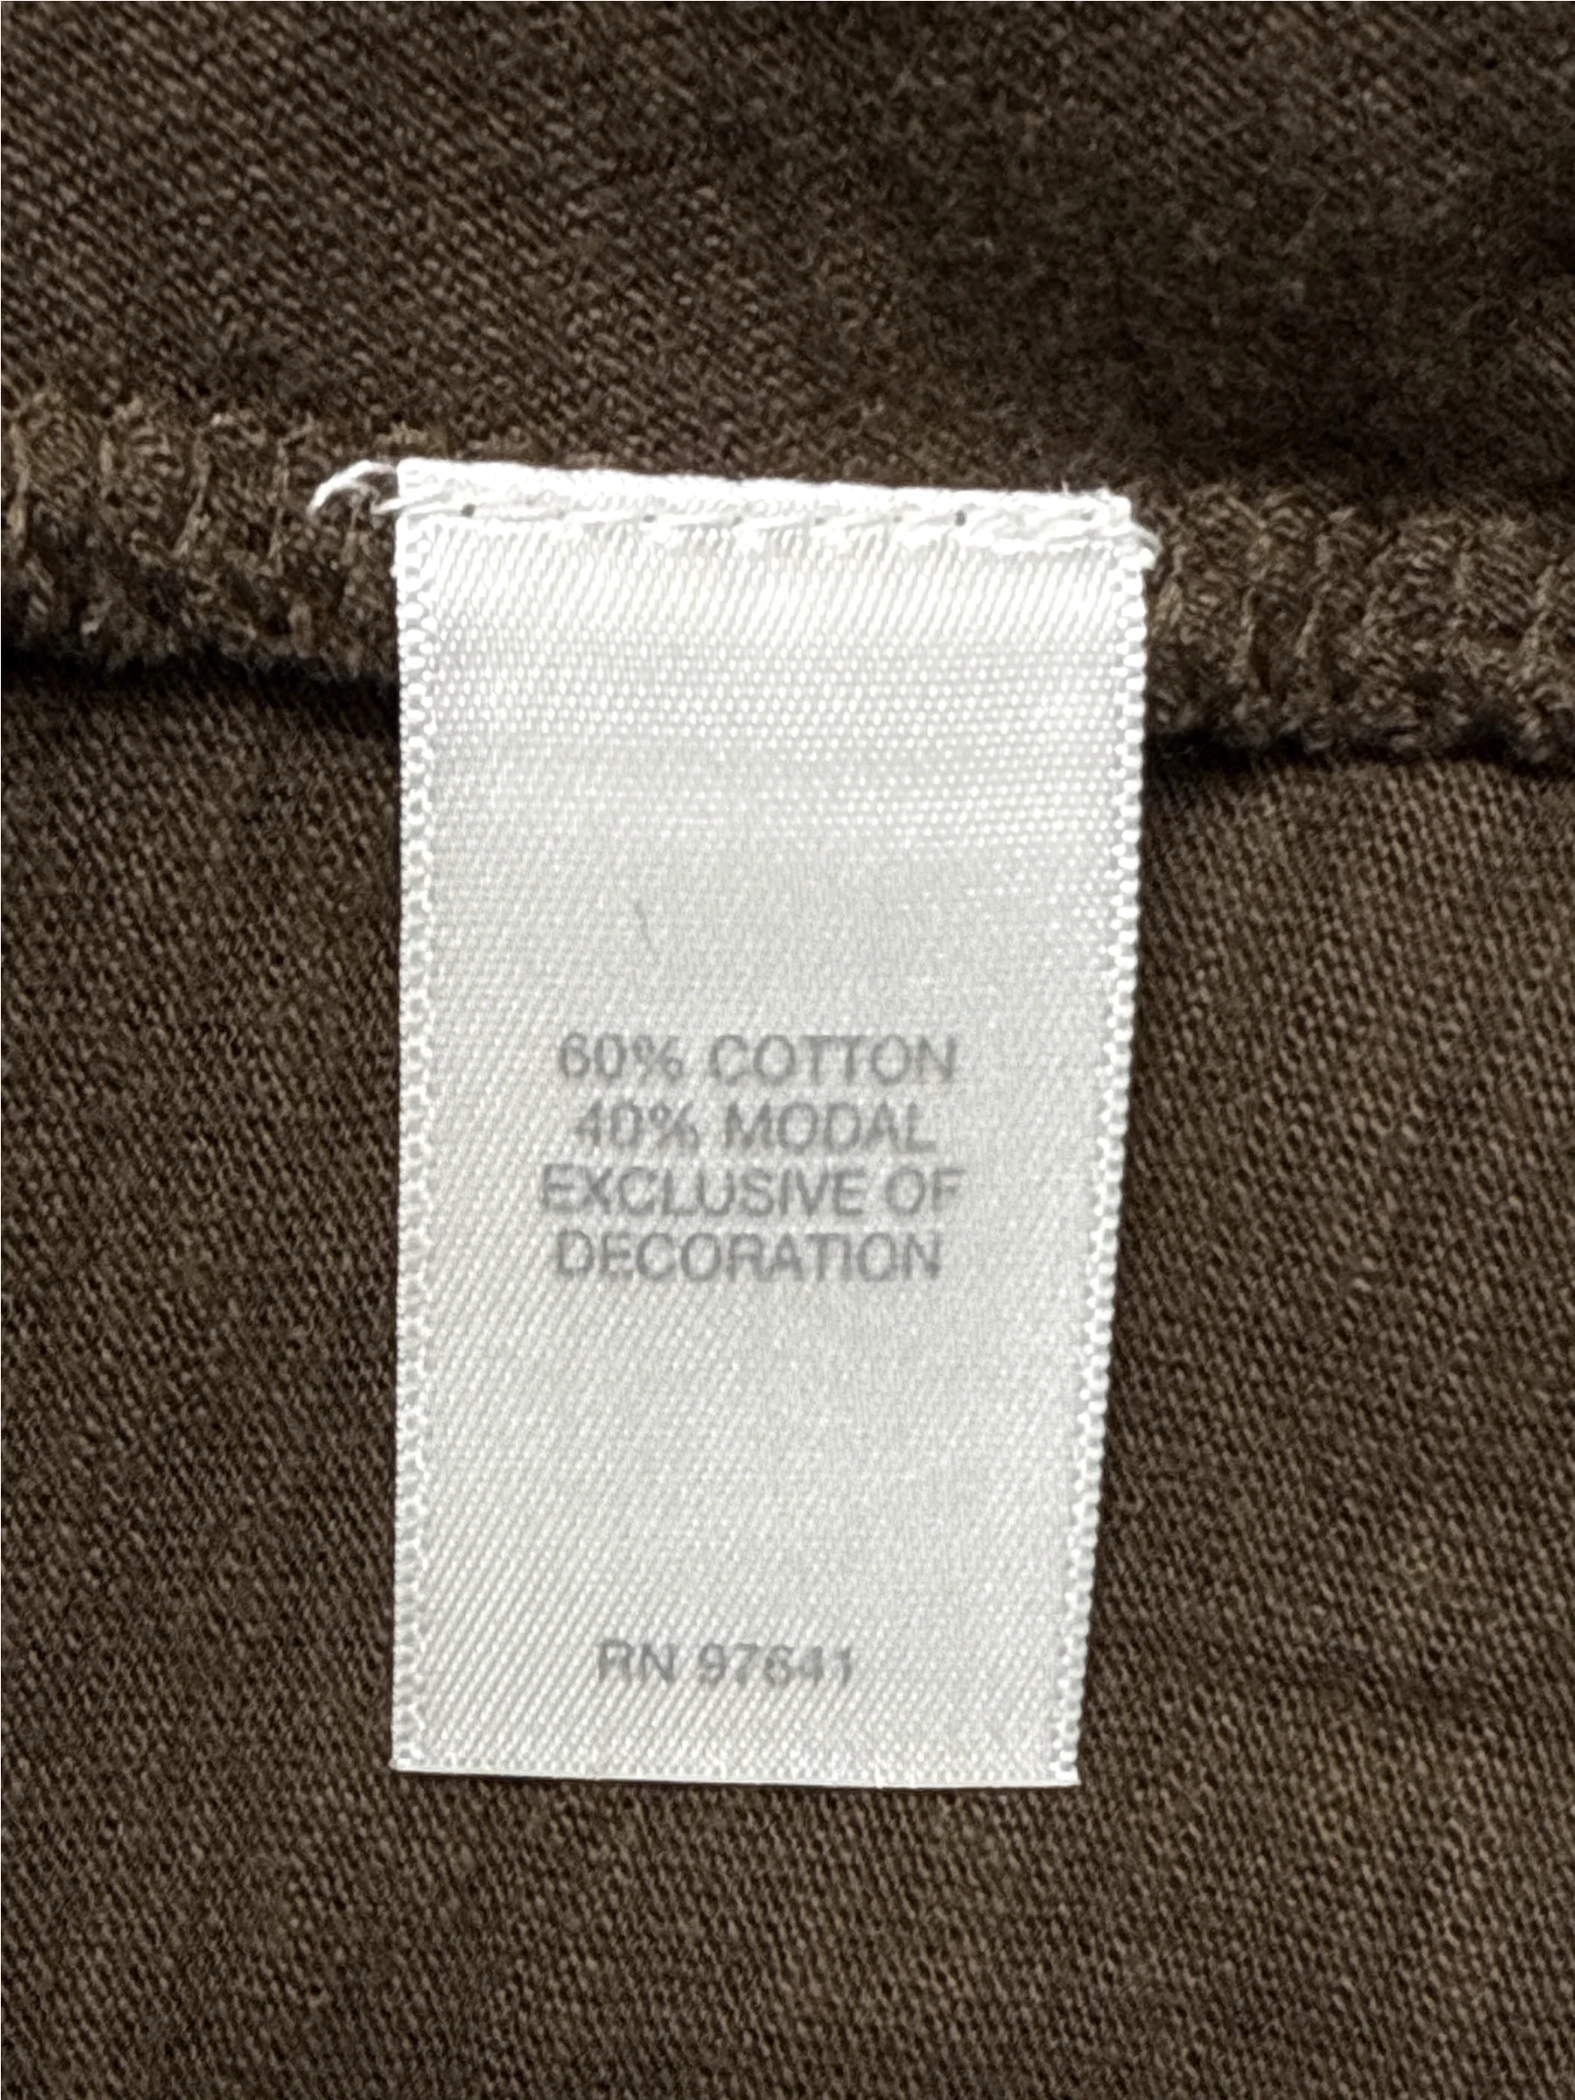 60% COTTON
40% MODAL
EXCLUSIVE OF
DECORATION
RN 97641